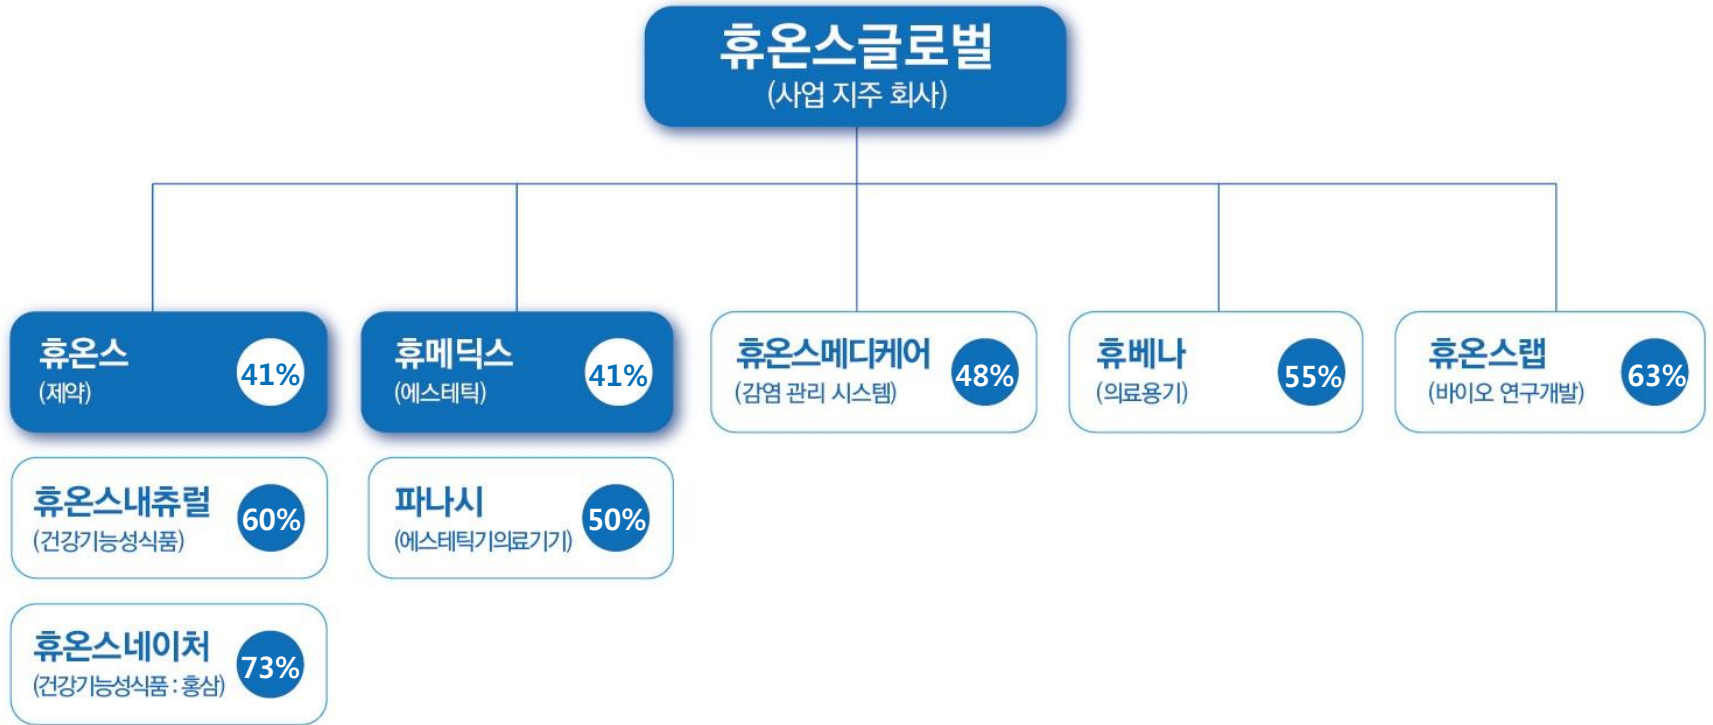 휴온스글로벌
(사업 지주 회사)
휴온스
(제약)
41%
휴메딕스
(에스테틱)
41%
휴온스메디케어
(감염 관리 시스템)
48%
휴베나
(의료용기)
55%
휴온스랩
(바이오 연구개발)
63%
휴온스내츄럴
(건강기능성식품)
60%
파나시
(에스테틱기의료기기)
50%
휴온스네이처
(건강기능성식품 : 홍삼)
73%